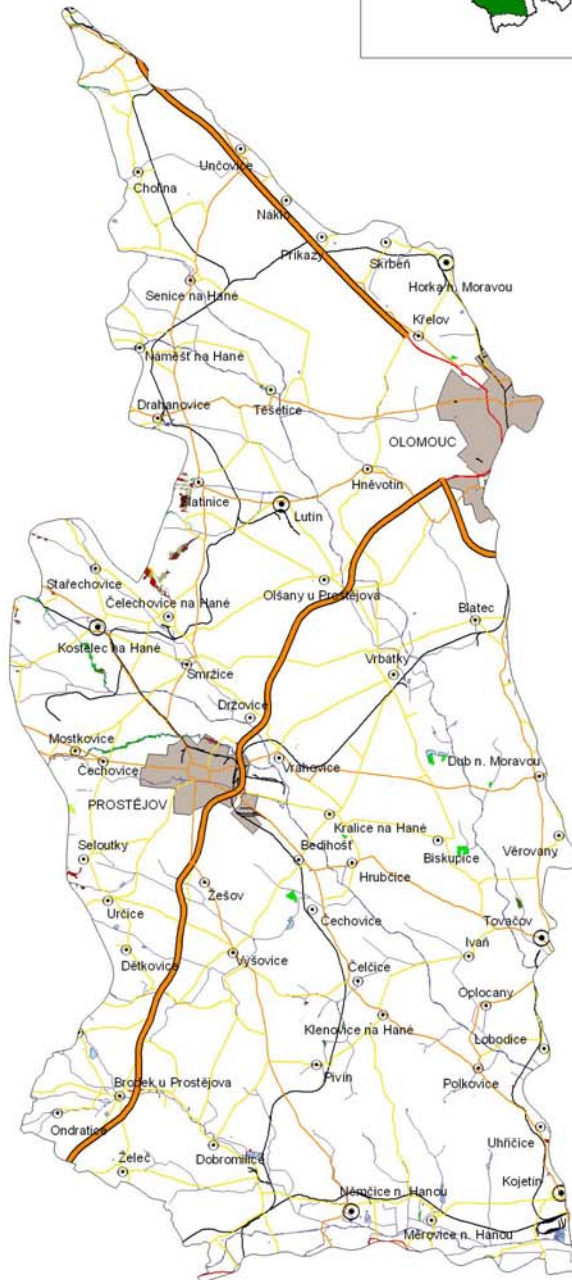 Unčovice
Cholina
Náklo
Příkazy
Skrbeň
Senice na Hané
Horka n. Moravou
Křelov
Náměšť na Hané
Těšetice
Drahanovice
OLOMOUC
Hněvotín
Slatinice
Lutín
Stařechovice
Olšany u Prostějova
Čelechovice na Hané
Blatec
Kostelec na Hané
Smržice
Vrbátky
Držovice
Mostkovice
Čechovice
Vrahovice
Dub n. Moravou
PROSTĚJOV
Kralice na Hané
Seloutky
Bedihošť
Biskupice
Věrovany
Hrubčice
Žešov
Určice
Čechovice
Tovačov
Dětkovice
Vyšovice
Ivaň
Čelčice
Oplocany
Klenovice na Hané
Lobodice
Pivín
Polkovice
Brodek u Prostějova
Ondratice
Uhřičice
Želeč
Dobromilice
Kojetín
Němčice n. Hanou
Měrovice n. Hanou